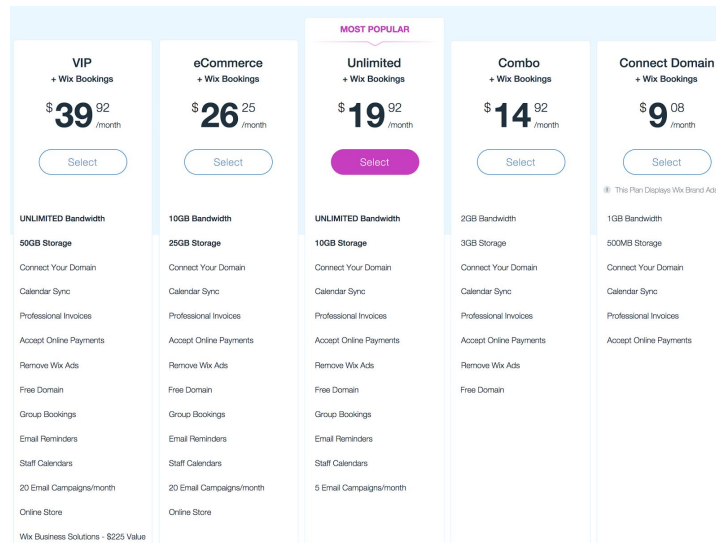 MOST POPULAR
VIP
+ Wix Bookings
$39 92
/month
Select
UNLIMITED Bandwidth
50GB Storage
Connect Your Domain
Calendar Sync
Professional Invoices
Accept Online Payments
Remove Wix Ads
Free Domain
Group Bookings
Email Reminders
Staff Calendars
20 Email Campaigns/month
Online Store
Wix Business Solutions - $225 Value
eCommerce
+ Wix Bookings
$26 25
/month
Select
10GB Bandwidth
25GB Storage
Connect Your Domain
Calendar Sync
Professional Invoices
Accept Online Payments
Remove Wix Ads
Free Domain
Group Bookings
Email Reminders
Staff Calendars
20 Email Campaigns/month
Online Store
Unlimited
+ Wix Bookings
$19 92
/month
Select
UNLIMITED Bandwidth
10GB Storage
Connect Your Domain
Calendar Sync
Professional Invoices
Accept Online Payments
Remove Wix Ads
Free Domain
Group Bookings
Email Reminders
Staff Calendars
5 Email Campaigns/month
Combo
+ Wix Bookings
$14 92
/month
Select
2GB Bandwidth
3GB Storage
Connect Your Domain
Calendar Sync
Professional Invoices
Accept Online Payments
Remove Wix Ads
Free Domain
Connect Domain
+ Wix Bookings
$9 08
/month
Select
This Plan Displays Wix Brand Ads
1GB Bandwidth
500MB Storage
Connect Your Domain
Calendar Sync
Professional Invoices
Accept Online Payments